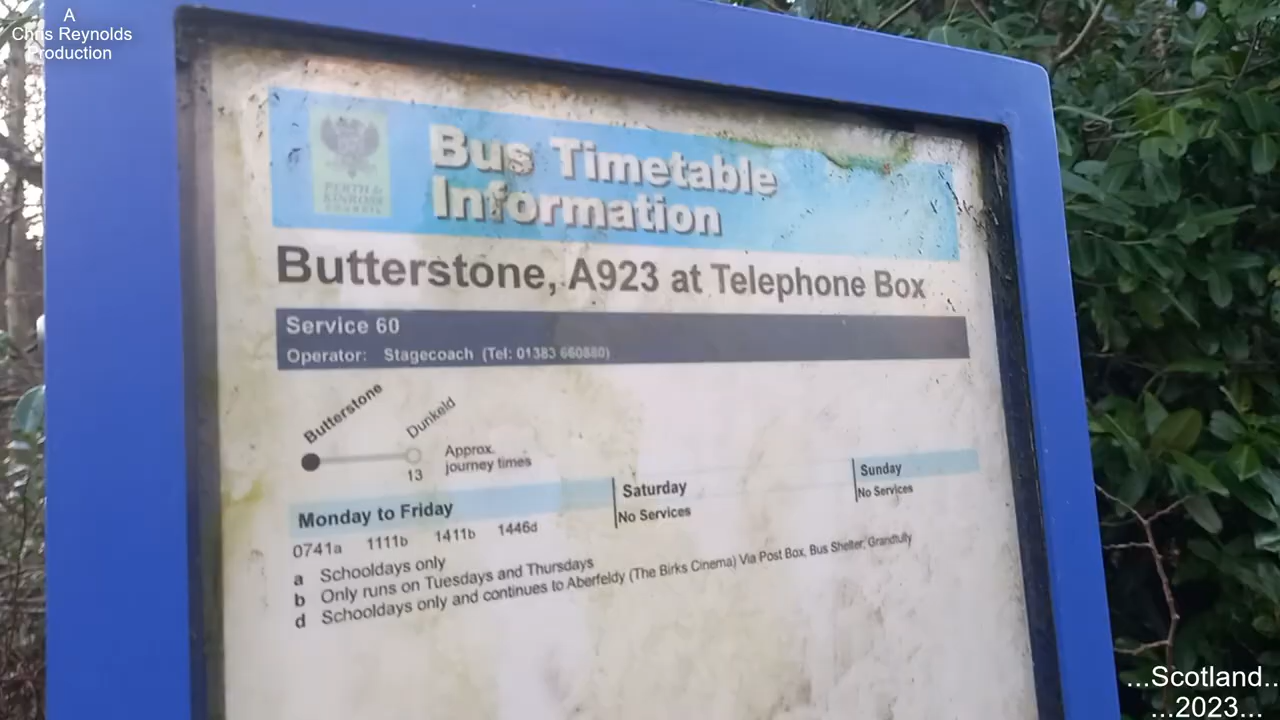 A
Chris Reynolds
Production
PERTH &
KINROSS
COUNCIL
Bus Timetable
Information
Butterstone, A923 at Telephone Box
Service 60
Operator: Stagecoach (Tel: 01383 660880)
Butterstone
Dunkeld
13
Approx.
journey times
Monday to Friday
0741a 1111b 1411b 1446d
Saturday
No Services
Sunday
No Services
a Schooldays only
b Only runs on Tuesdays and Thursdays
d Schooldays only and continues to Aberfeldy (The Birks Cinema) Via Post Box, Bus Shelter, Grandtully
...Scotland..
...2023...